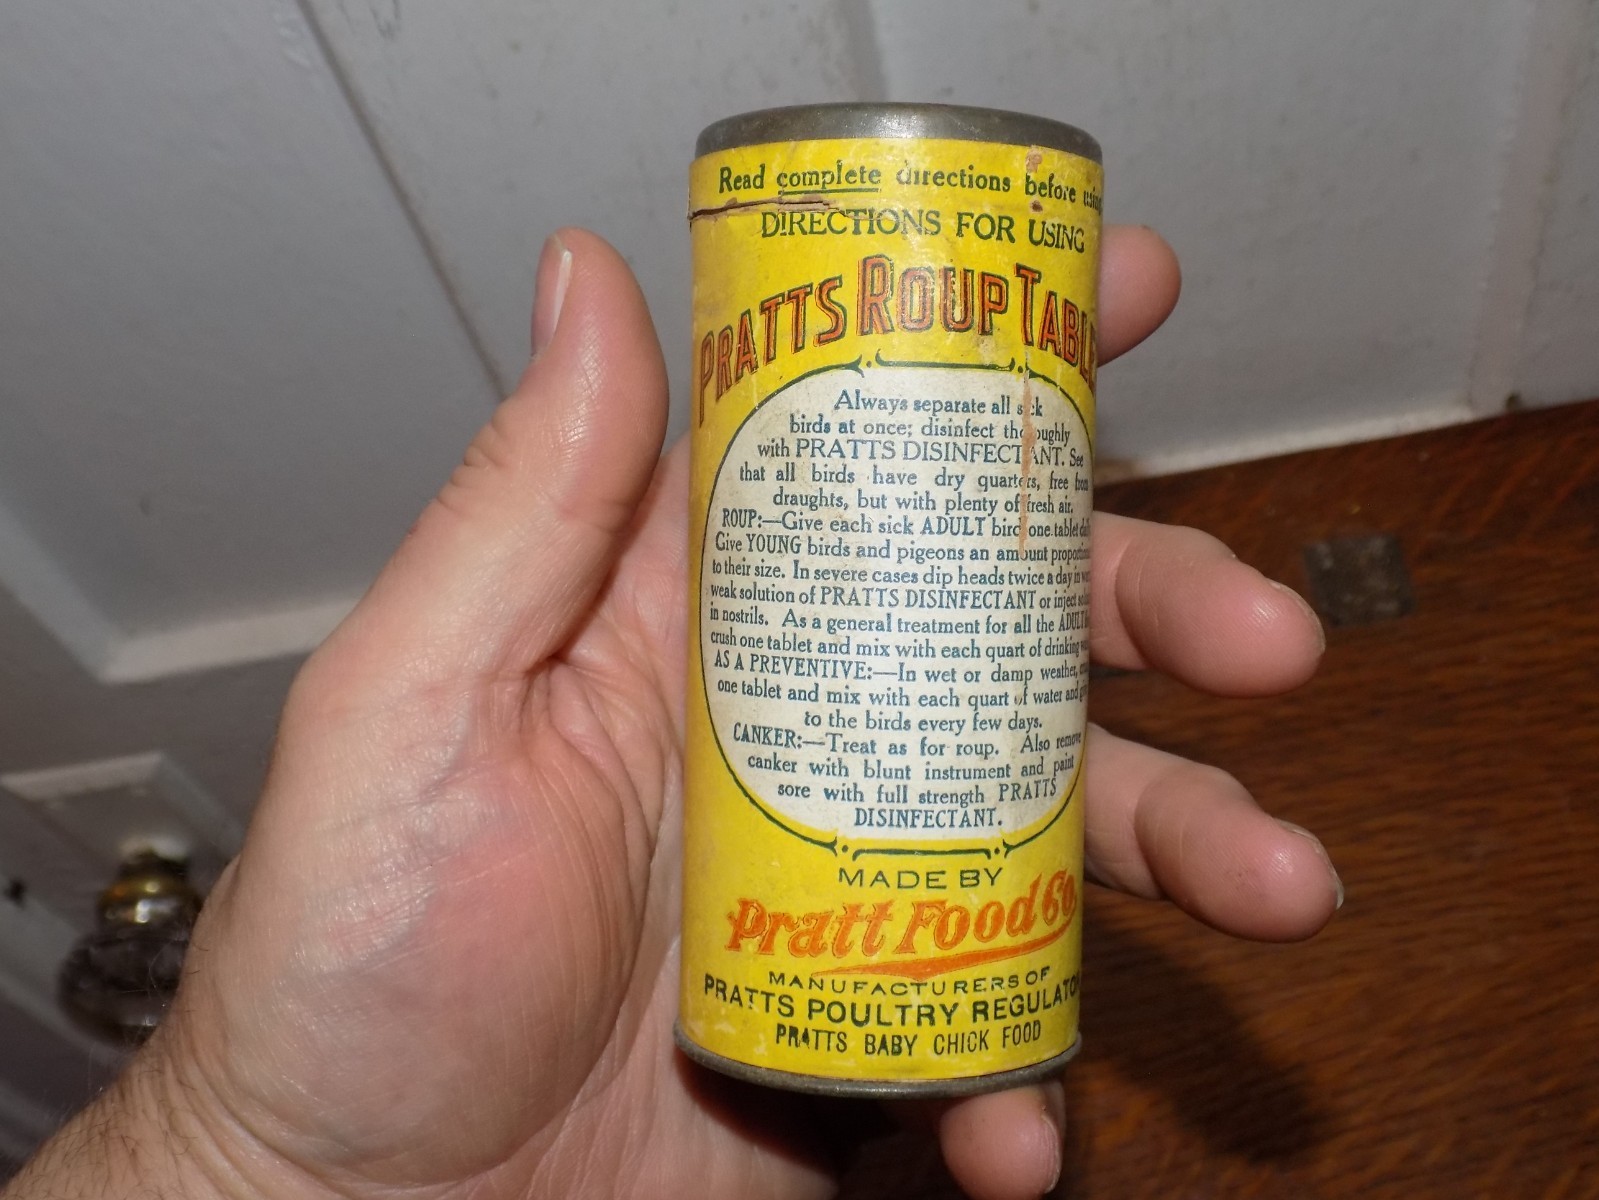 Read complete directions before
DIRECTIONS FOR USING
PRATTS ROUP
Always separate all
birds at once; disinfect thoroughly
with PRATTS DISINFECTANT. See
that all birds have dry quarters, free from
draughts, but with plenty of fresh air.
ROUP:—Give each sick ADULT bird one tablet
Give YOUNG birds and pigeons an amount
to their size. In severe cases dip heads twice a day in
weak solution of PRATTS DISINFECTANT or inject
in nostrils. As a general treatment for all the ADULT
crush one tablet and mix with each quart of drinking
AS A PREVENTIVE:—In wet or damp weather,
one tablet and mix with each quart of water and
to the birds every few days.
CANKER:—Treat as for roup. Also remove
canker with blunt instrument and paint
sore with full strength PRATTS
DISINFECTANT.
MADE BY
Pratt Food Co
MANUFACTURERS OF
PRATTS POULTRY
PRATTS BABY CHICK FOOD